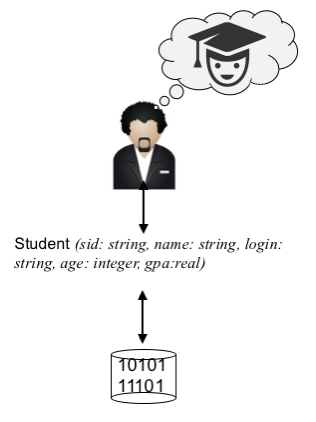 Student (sid: string, name: string, login:
string, age: integer, gpa:real)
10101
11101